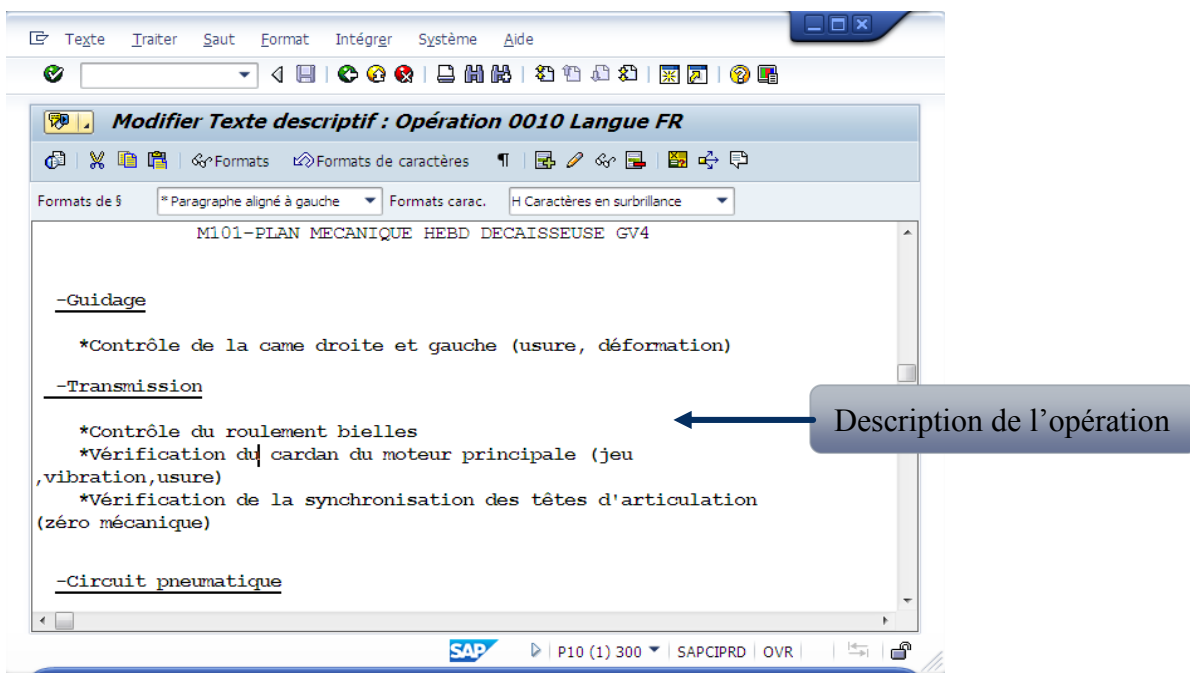 Texte Traiter Saut Format Intégrer Système Aide
Modifier Texte descriptif : Opération 0010 Langue FR
Formats Formats de caractères ¶
Formats de § * Paragraphe aligné à gauche Formats carac. H Caractères en surbrillance
M101-PLAN MECANIQUE HEBD DECAISSEUSE GV4
-Guidage
*Contrôle de la came droite et gauche (usure, déformation)
-Transmission
Description de l'opération
*Contrôle du roulement bielles
*Vérification du cardan du moteur principale (jeu
,vibration,usure)
*Vérification de la synchronisation des têtes d'articulation
(zéro mécanique)
-Circuit pneumatique
SAP P10 (1) 300 SAPCIPRD OVR